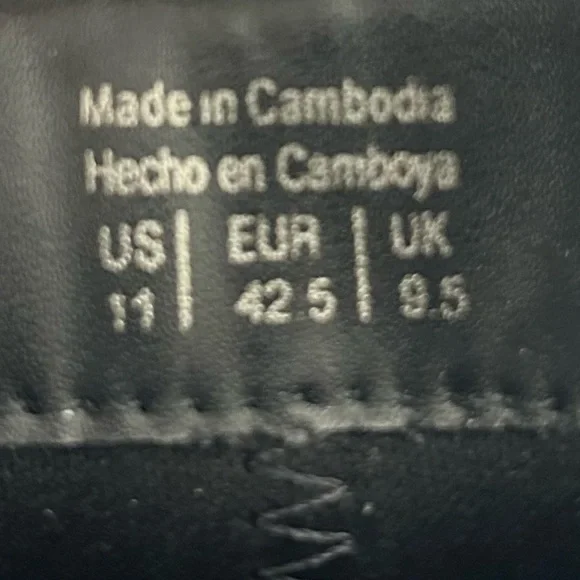 Made in Cambodia
Hecho en Camboya
US | EUR | UK
11 | 42.5 | 9.5